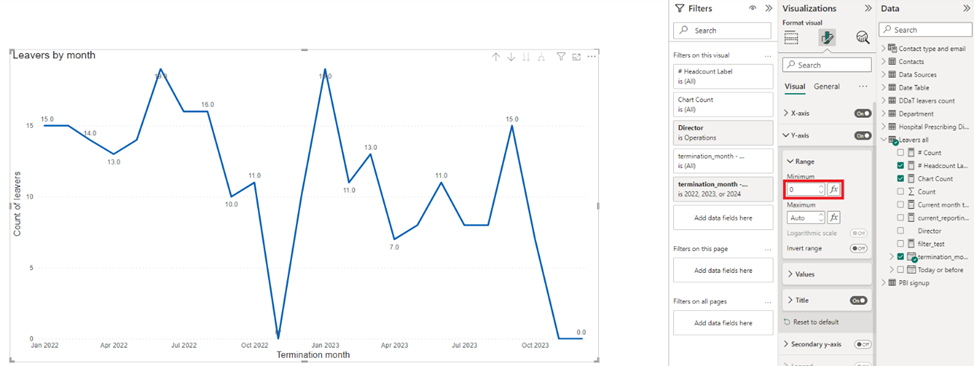 Leavers by month
Count of leavers
15
10
5
0
15.0
14.0
13.0
19.0
16.0
10.0
11.0
19.0
11.0
13.0
7.0
11.0
15.0
0.0
Jan 2022
Apr 2022
Jul 2022
Oct 2022
Jan 2023
Apr 2023
Jul 2023
Oct 2023
Termination month
Filters
Search
Filters on this visual
# Headcount Label
is (All)
Chart Count
is (All)
Director
is Operations
termination_month - ...
is (All)
termination_month -...
is 2022, 2023, or 2024
Add data fields here
Filters on this page
Add data fields here
Filters on all pages
Add data fields here
Visualizations
Format visual
Search
Visual General
X-axis On
Y-axis On
Range
Minimum
0 fx
Maximum
Auto fx
Logarithmic scale Off
Invert range Off
Values
Title On
Reset to default
Secondary y-axis Off
Data
Search
Contact type and email
Contacts
Data Sources
Date Table
DDaT leavers count
Department
Hospital Prescribing Di...
Leavers all
# Count
# Headcount La...
Chart Count
Count
Current month t...
current_reportin...
Director
filter_test
termination_mo...
Today or before
PBI signup